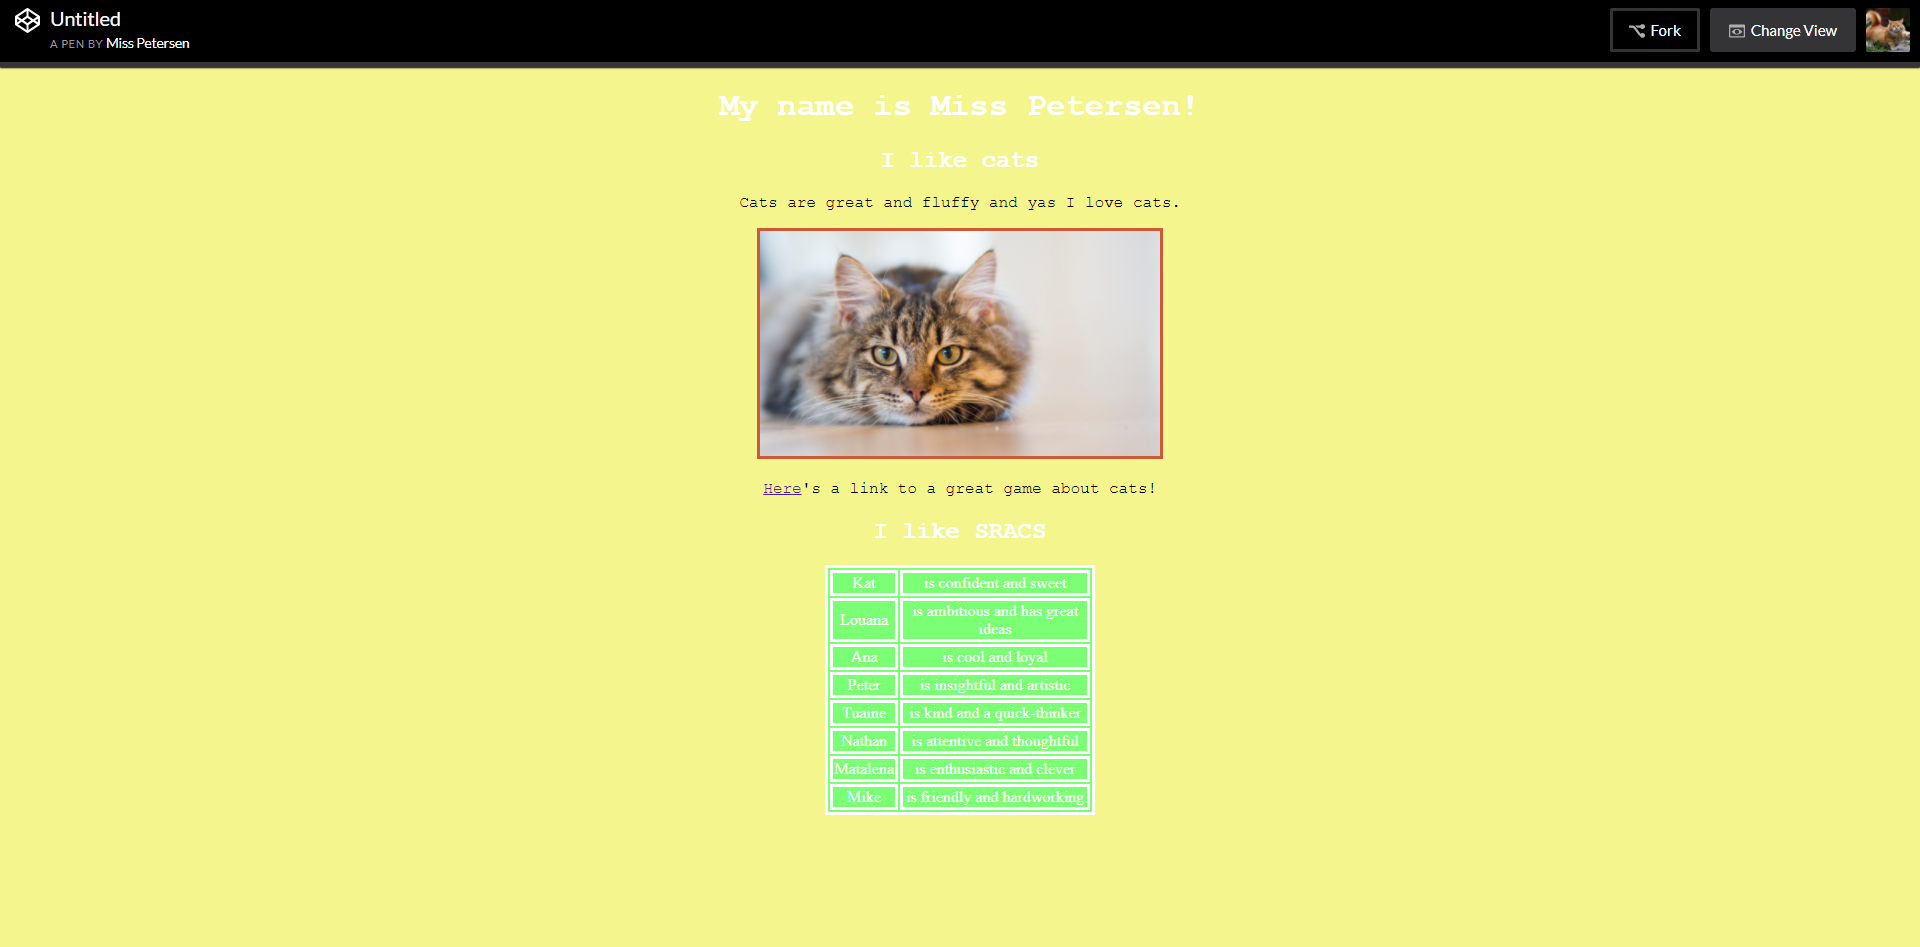 Untitled
A PEN BY Miss Petersen
Fork
Change View
My name is Miss Petersen!
I like cats
Cats are great and fluffy and yas I love cats.
Here's a link to a great game about cats!
I like SRACS
Kat is confident and sweet
Louana is ambitious and has great
ideas
Ana is cool and loyal
Peter is insightful and artistic
Tuaine is kind and a quick-thinker
Nathan is attentive and thoughtful
Matalena is enthusiastic and clever
Mike is friendly and hardworking